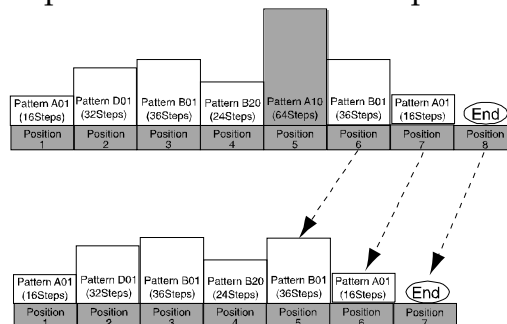 Pattern A01
(16Steps)
Pattern D01
(32Steps)
Pattern B01
(36Steps)
Pattern B20
(24Steps)
Pattern A10
(64Steps)
Pattern B01
(36Steps)
Pattern A01
(16Steps)
End
Position
1
Position
2
Position
3
Position
4
Position
5
Position
6
Position
7
Position
8
Pattern A01
(16Steps)
Pattern D01
(32Steps)
Pattern B01
(36Steps)
Pattern B20
(24Steps)
Pattern B01
(36Steps)
Pattern A01
(16Steps)
End
Position
1
Position
2
Position
3
Position
4
Position
5
Position
6
Position
7